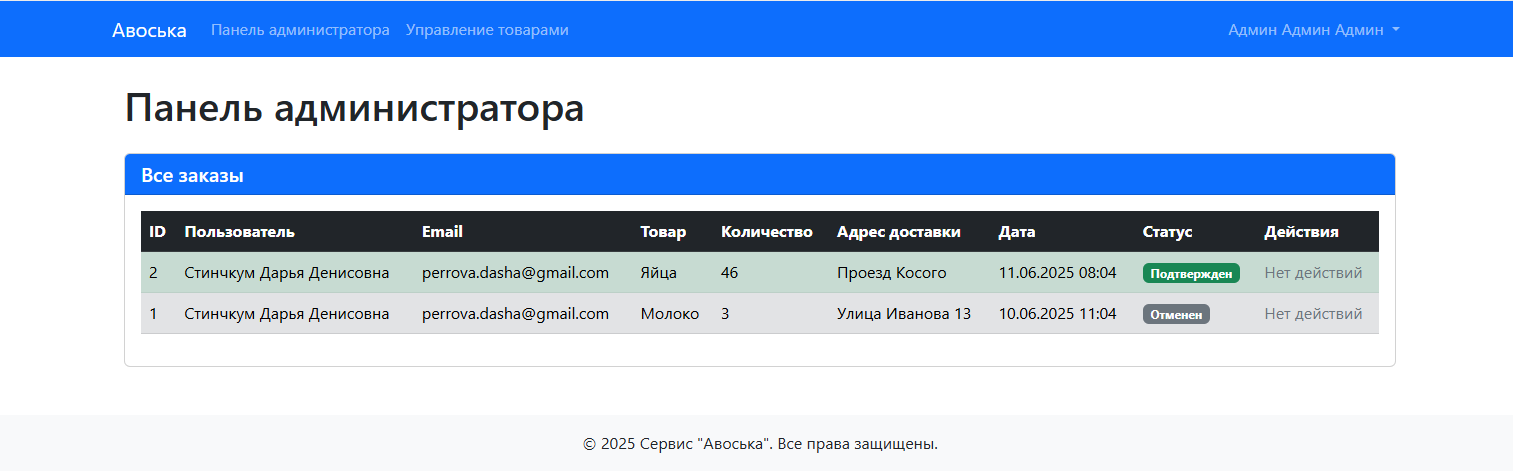 Авоська Панель администратора Управление товарами Админ Админ Админ
Панель администратора
Все заказы
ID Пользователь Email Товар Количество Адрес доставки Дата Статус Действия
2 Стинчкум Дарья Денисовна perrova.dasha@gmail.com Яйца 46 Проезд Косого 11.06.2025 08:04 Подтвержден Нет действий
1 Стинчкум Дарья Денисовна perrova.dasha@gmail.com Молоко 3 Улица Иванова 13 10.06.2025 11:04 Отменен Нет действий
© 2025 Сервис "Авоська". Все права защищены.